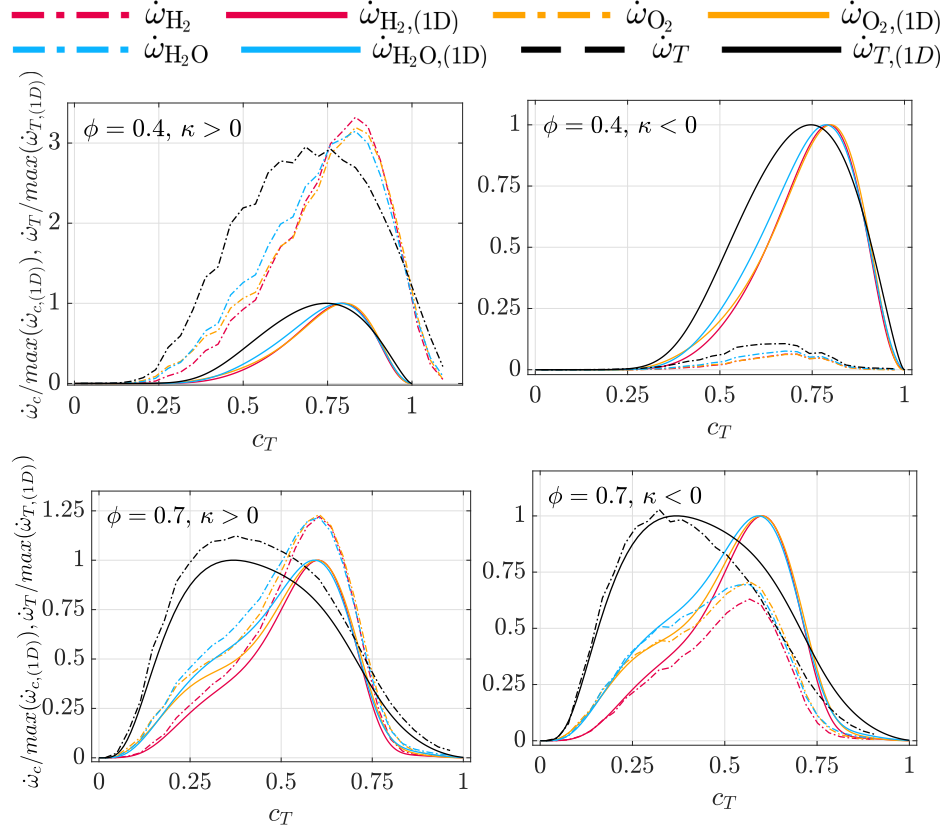 ω̇_H₂ ω̇_H₂,(1D) ω̇_O₂ ω̇_O₂,(1D)
ω̇_H₂O ω̇_H₂O,(1D) ω̇_T ω̇_T,(1D)
ϕ = 0.4, κ > 0
3
2
1
0
0 0.25 0.5 0.75 1
c_T
ω̇_c/max(ω̇_c,(1D)), ω̇_T/max(ω̇_T,(1D))
ϕ = 0.4, κ < 0
1
0.75
0.5
0.25
0
0 0.25 0.5 0.75 1
c_T
ϕ = 0.7, κ > 0
1.25
1
0.75
0.5
0.25
0
0 0.25 0.5 0.75 1
c_T
ω̇_c/max(ω̇_c,(1D)), ω̇_T/max(ω̇_T,(1D))
ϕ = 0.7, κ < 0
1
0.75
0.5
0.25
0
0 0.25 0.5 0.75 1
c_T